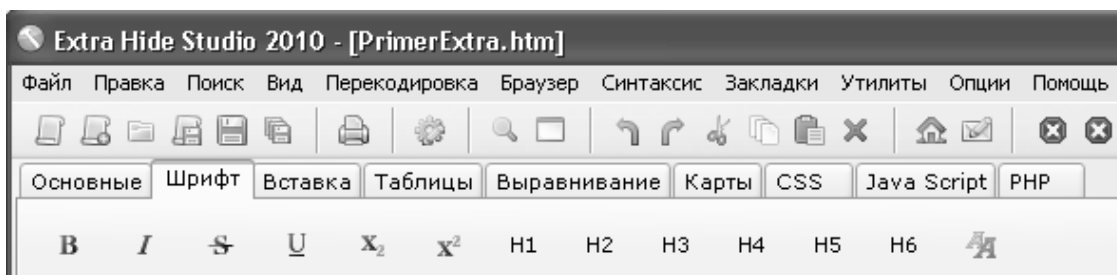 Extra Hide Studio 2010 - [PrimerExtra.htm]
Файл Правка Поиск Вид Перекодировка Браузер Синтаксис Закладки Утилиты Опции Помощь
Основные Шрифт Вставка Таблицы Выравнивание Карты CSS Java Script PHP
B I S U X₂ X² H1 H2 H3 H4 H5 H6 AA